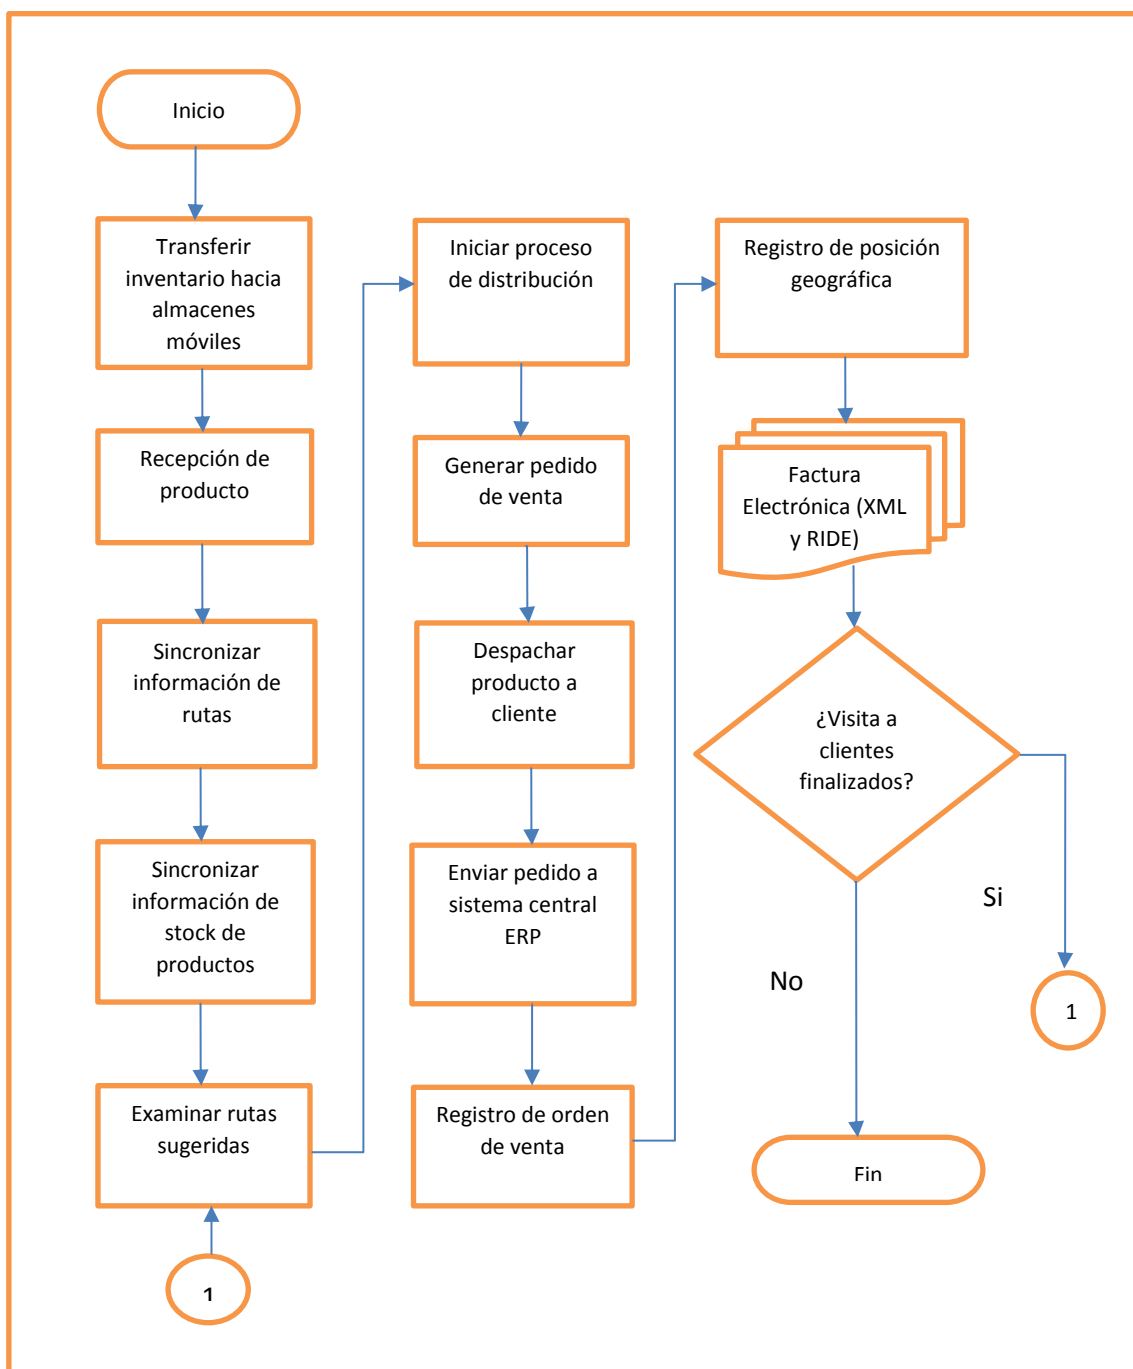 Inicio
Transferir
inventario hacia
almacenes
móviles
Recepción de
producto
Sincronizar
información de
rutas
Sincronizar
información de
stock de
productos
Examinar rutas
sugeridas
1
Iniciar proceso
de distribución
Generar pedido
de venta
Despachar
producto a
cliente
Enviar pedido a
sistema central
ERP
Registro de orden
de venta
Registro de posición
geográfica
Factura
Electrónica (XML
y RIDE)
¿Visita a
clientes
finalizados?
Si
No
1
Fin